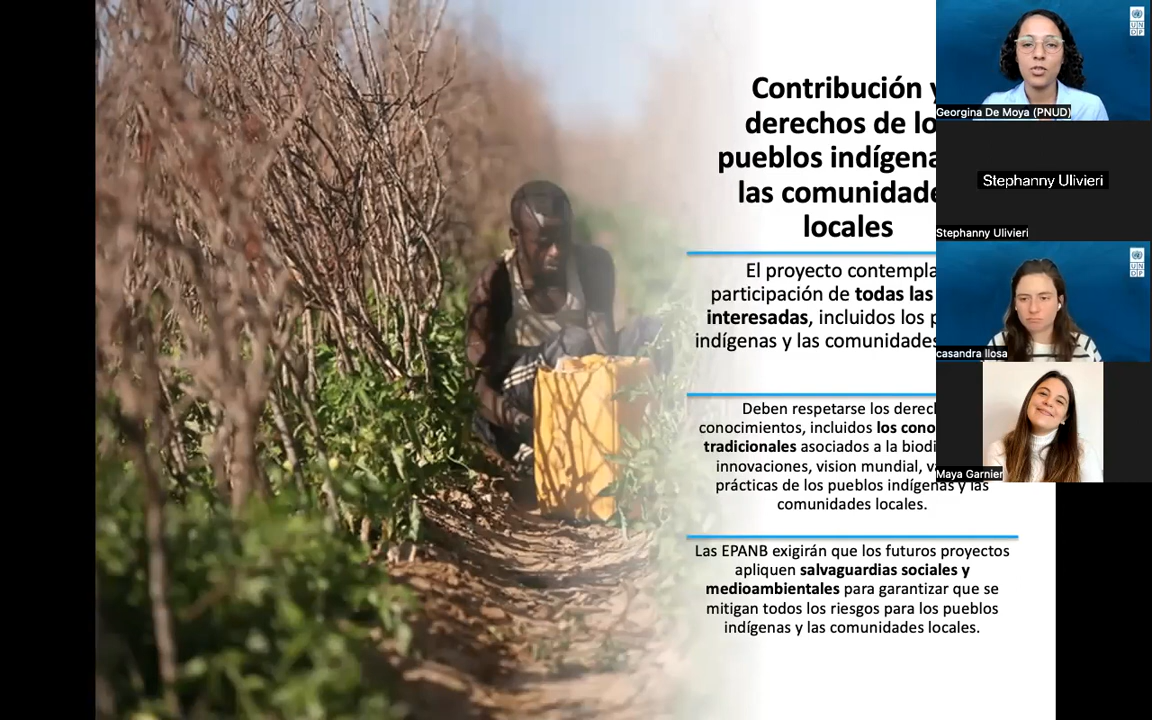 Contribución y
derechos de lo
pueblos indígena
las comunidade
locales
El proyecto contempla
participación de todas las
interesadas, incluidos los p
indígenas y las comunidades
Deben respetarse los derech
conocimientos, incluidos los cono
tradicionales asociados a la biodi
innovaciones, vision mundial, va
prácticas de los pueblos indígenas y las
comunidades locales.
Las EPANB exigirán que los futuros proyectos
apliquen salvaguardias sociales y
medioambientales para garantizar que se
mitigan todos los riesgos para los pueblos
indígenas y las comunidades locales.
UN
DP
Georgina De Moya (PNUD)
Stephanny Ulivieri
Stephanny Ulivieri
UN
DP
casandra llosa
Maya Garnier